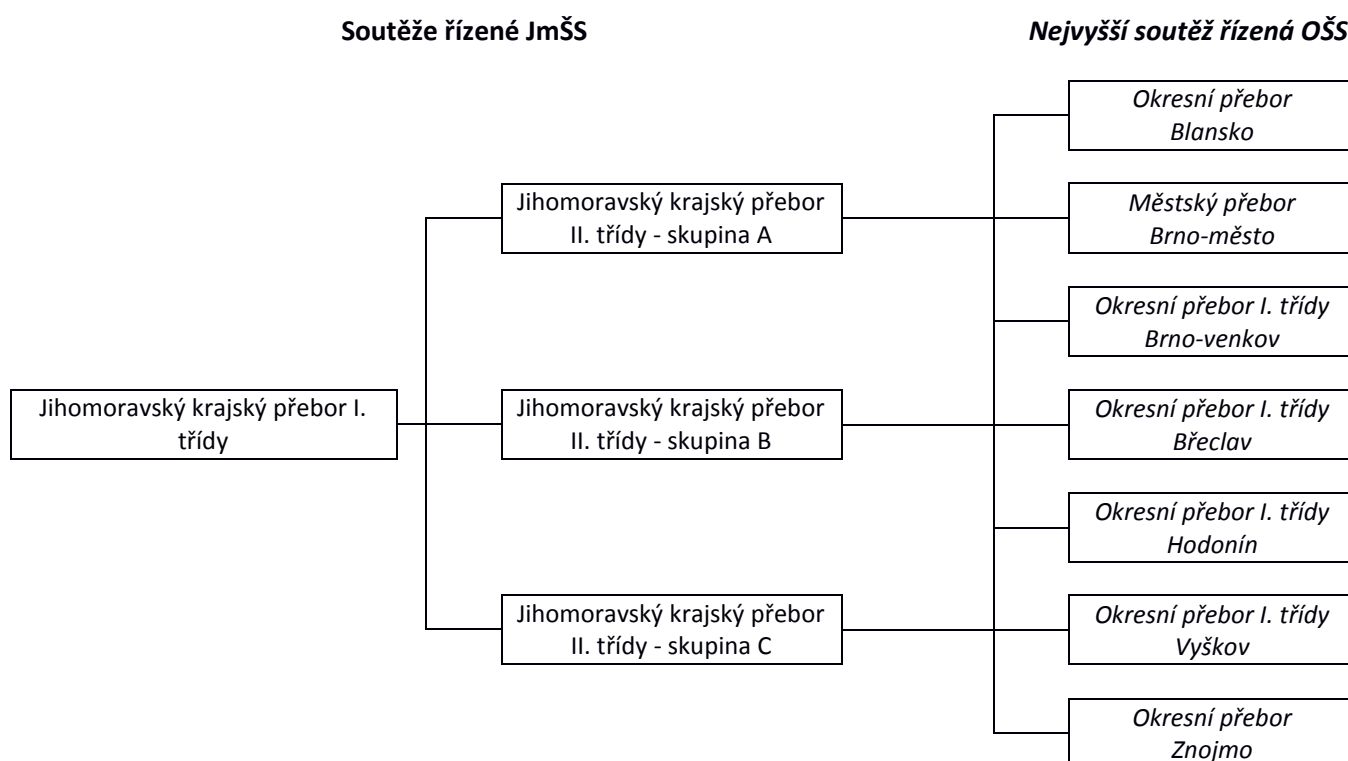 Soutěže řízené JmŠS
Nejvyšší soutěž řízená OŠS
Jihomoravský krajský přebor I.
třídy
Jihomoravský krajský přebor
II. třídy - skupina A
Jihomoravský krajský přebor
II. třídy - skupina B
Jihomoravský krajský přebor
II. třídy - skupina C
Okresní přebor
Blansko
Městský přebor
Brno-město
Okresní přebor I. třídy
Brno-venkov
Okresní přebor I. třídy
Břeclav
Okresní přebor I. třídy
Hodonín
Okresní přebor I. třídy
Vyškov
Okresní přebor
Znojmo